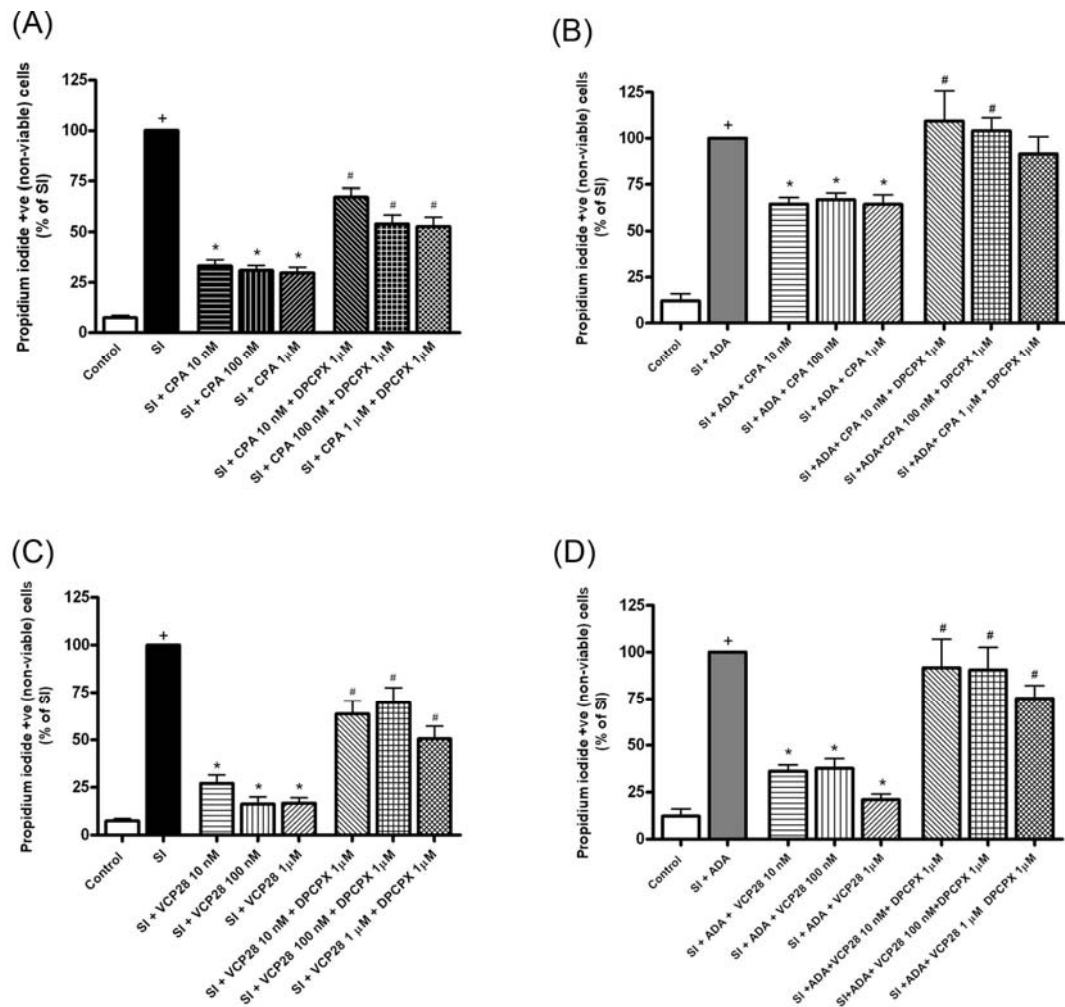 (A)
Propidium iodide +ve (non-viable) cells
(% of SI)
125
100
75
50
25
0
+
*
*
*
#
#
#
Control
SI
SI + CPA 10 nM
SI + CPA 100 nM
SI + CPA 1μM
SI + CPA 10 nM + DPCPX 1μM
SI + CPA 100 nM + DPCPX 1μM
SI + CPA 1 μM + DPCPX 1μM
(B)
Propidium iodide +ve (non-viable) cells
(% of SI)
125
100
75
50
25
0
+
*
*
*
#
#
Control
SI + ADA
SI + ADA + CPA 10 nM
SI + ADA + CPA 100 nM
SI + ADA + CPA 1μM
SI +ADA+ CPA 10 nM + DPCPX 1μM
SI +ADA+CPA 100 nM + DPCPX 1μM
SI +ADA+ CPA 1 μM + DPCPX 1μM
(C)
Propidium iodide +ve (non-viable) cells
(% of SI)
125
100
75
50
25
0
+
*
*
*
#
#
#
Control
SI
SI + VCP28 10 nM
SI + VCP28 100 nM
SI + VCP28 1μM
SI + VCP28 10 nM + DPCPX 1μM
SI + VCP28 100 nM + DPCPX 1μM
SI + VCP28 1 μM + DPCPX 1μM
(D)
Propidium iodide +ve (non-viable) cells
(% of SI)
125
100
75
50
25
0
+
*
*
*
#
#
#
Control
SI + ADA
SI + ADA + VCP28 10 nM
SI + ADA + VCP28 100 nM
SI + ADA + VCP28 1μM
SI +ADA+VCP28 10 nM+ DPCPX 1μM
SI+ADA+ VCP28 100 nM+DPCPX 1μM
SI +ADA+ VCP28 1 μM DPCPX 1μM